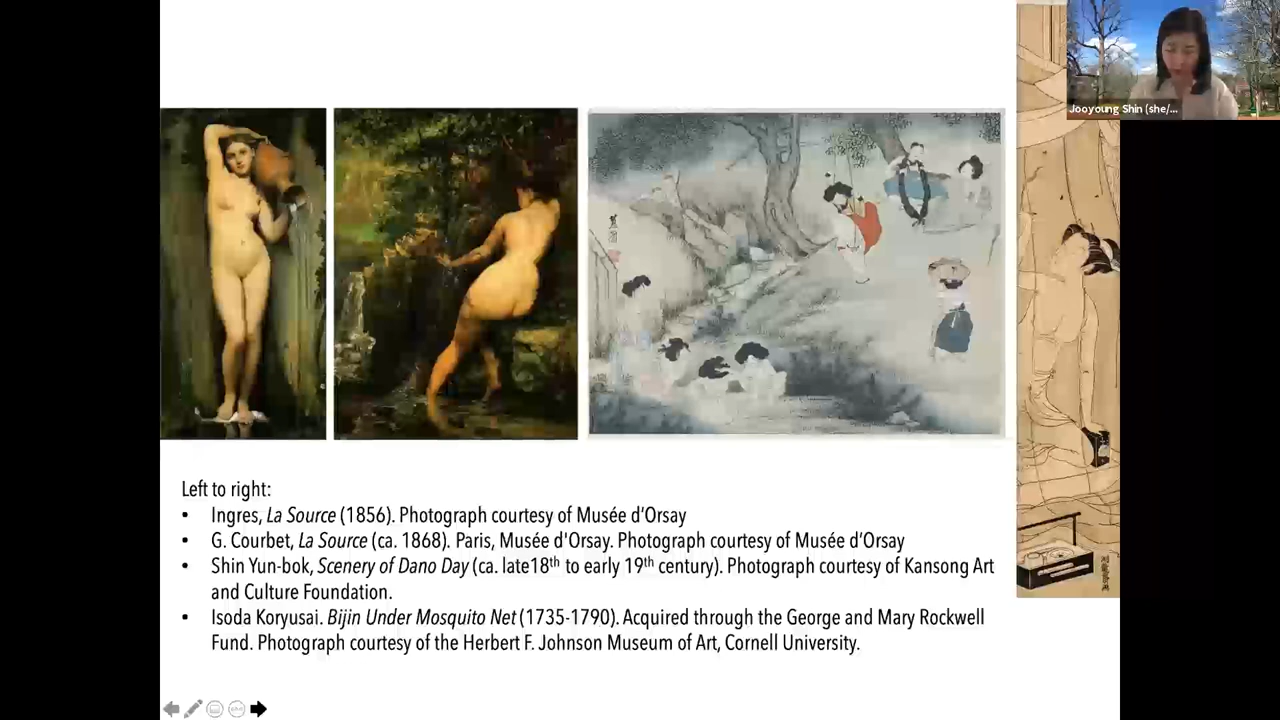 Jooyoung Shin (she/...
Left to right:
• Ingres, La Source (1856). Photograph courtesy of Musée d'Orsay
• G. Courbet, La Source (ca. 1868). Paris, Musée d'Orsay. Photograph courtesy of Musée d'Orsay
• Shin Yun-bok, Scenery of Dano Day (ca. late18th to early 19th century). Photograph courtesy of Kansong Art
and Culture Foundation.
• Isoda Koryusai. Bijin Under Mosquito Net (1735-1790). Acquired through the George and Mary Rockwell
Fund. Photograph courtesy of the Herbert F. Johnson Museum of Art, Cornell University.